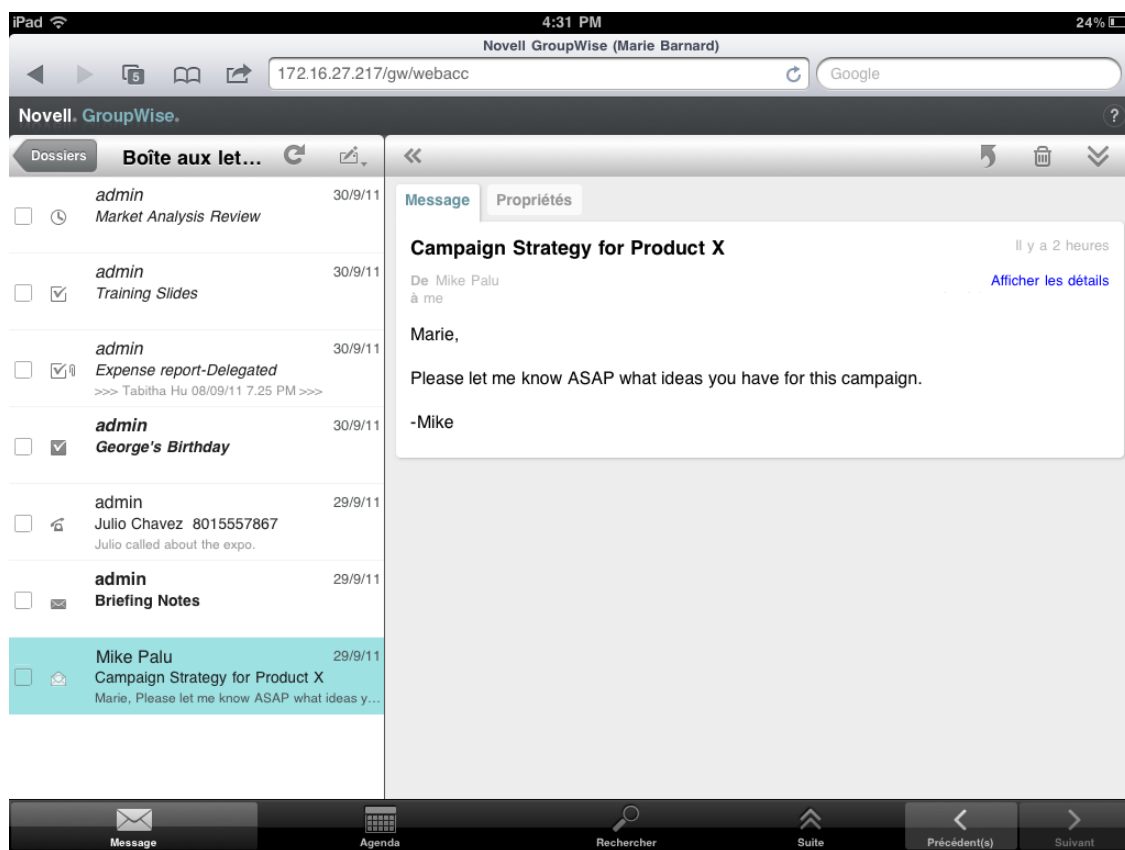 iPad 4:31 PM 24%
Novell GroupWise (Marie Barnard)
5 172.16.27.217/gw/webacc Google
Novell. GroupWise. ?
Dossiers Boîte aux let...
admin 30/9/11
Market Analysis Review
admin 30/9/11
Training Slides
admin 30/9/11
Expense report-Delegated
>>> Tabitha Hu 08/09/11 7.25 PM >>>
admin 30/9/11
George's Birthday
admin 29/9/11
Julio Chavez 8015557867
Julio called about the expo.
admin 29/9/11
Briefing Notes
Mike Palu 29/9/11
Campaign Strategy for Product X
Marie, Please let me know ASAP what ideas y...
Message Propriétés
Campaign Strategy for Product X Il y a 2 heures
De Mike Palu Afficher les détails
à me
Marie,
Please let me know ASAP what ideas you have for this campaign.
-Mike
Message Agenda Rechercher Suite Précédent(s) Suivant